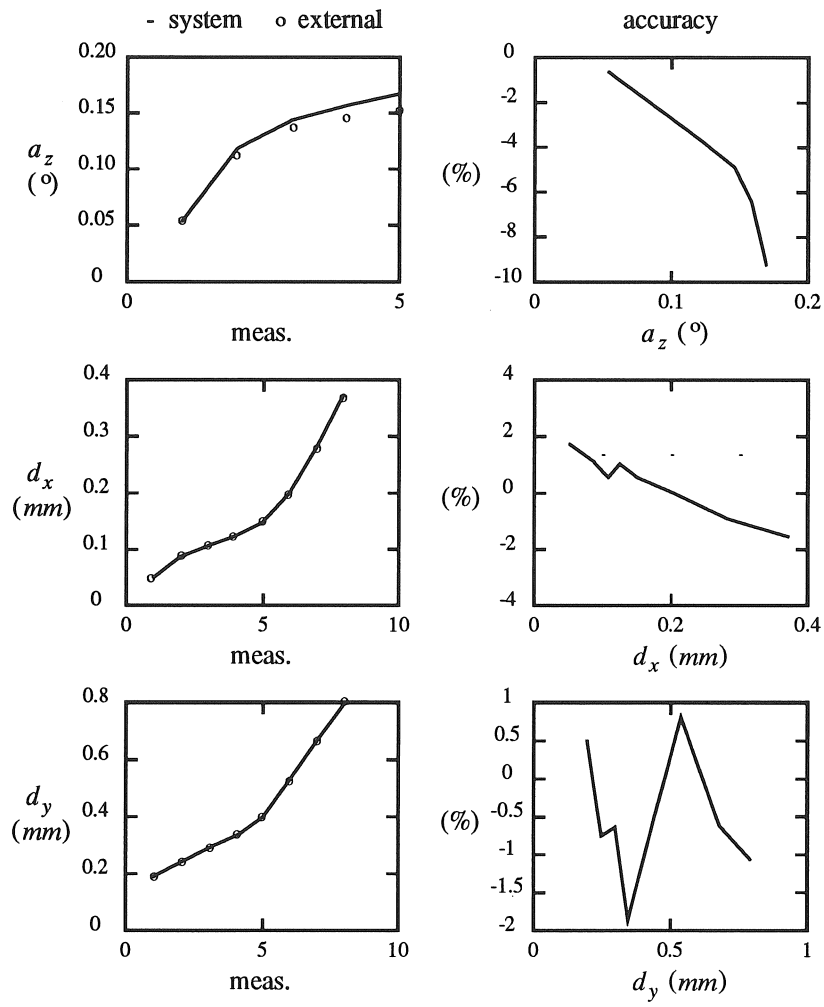 - system o external
accuracy
0.20
0.15
0.10
0.05
0
a_z
(°)
0 5
meas.
0
-2
-4
-6
-8
-10
(%)
0 0.1 0.2
a_z (°)
0.4
0.3
0.2
0.1
0
d_x
(mm)
0 5 10
meas.
4
2
0
-2
-4
(%)
0 0.2 0.4
d_x (mm)
0.8
0.6
0.4
0.2
0
d_y
(mm)
0 5 10
meas.
1
0.5
0
-0.5
-1
-1.5
-2
(%)
0 0.5 1
d_y (mm)